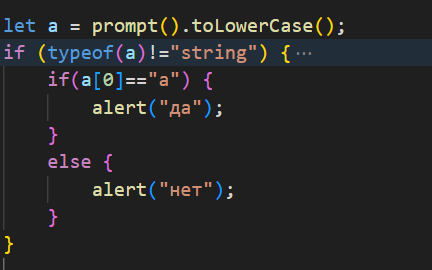 let a = prompt().toLowerCase();
if (typeof(a)!="string") {···
if(a[0]=="a") {
alert("да");
}
else {
alert("нет");
}
}